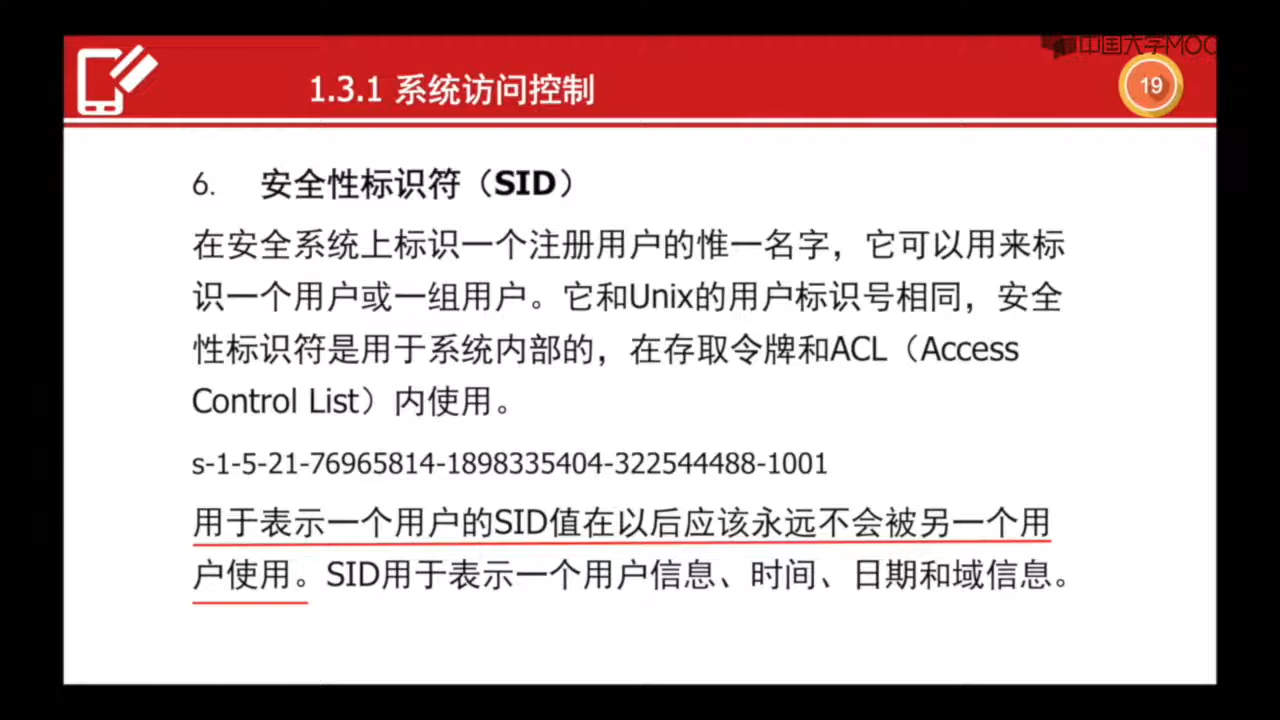 中国大学MOO
1.3.1 系统访问控制
19
6. 安全性标识符（SID）
在安全系统上标识一个注册用户的惟一名字，它可以用来标
识一个用户或一组用户。它和Unix的用户标识号相同，安全
性标识符是用于系统内部的，在存取令牌和ACL（Access
Control List）内使用。
s-1-5-21-76965814-1898335404-322544488-1001
用于表示一个用户的SID值在以后应该永远不会被另一个用
户使用。SID用于表示一个用户信息、时间、日期和域信息。